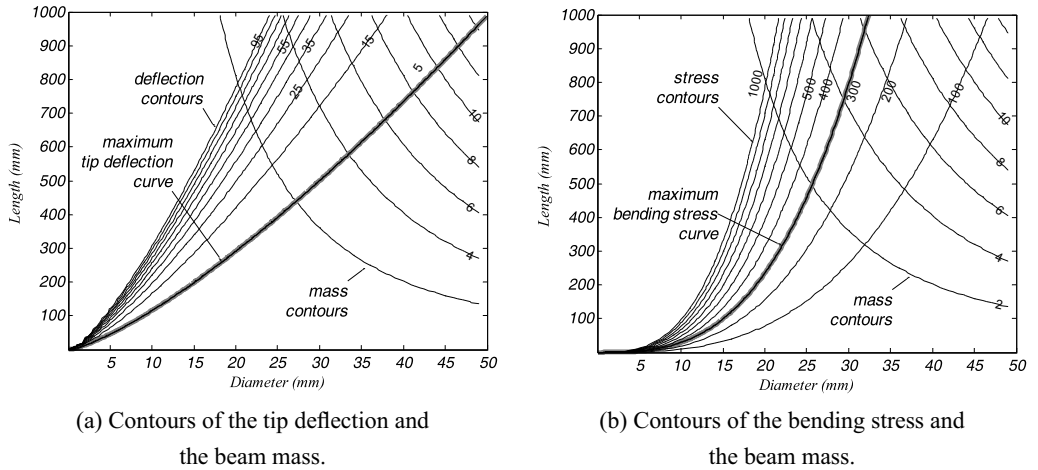 1000
900
800
700
600
500
400
300
200
100
Length (mm)
deflection
contours
maximum
tip deflection
curve
mass
contours
95
55
35
25
15
5
10
8
6
4
5 10 15 20 25 30 35 40 45 50
Diameter (mm)
(a) Contours of the tip deflection and
the beam mass.
1000
900
800
700
600
500
400
300
200
100
Length (mm)
stress
contours
maximum
bending stress
curve
mass
contours
1000
500
400
300
200
100
10
8
6
4
2
5 10 15 20 25 30 35 40 45 50
Diameter (mm)
(b) Contours of the bending stress and
the beam mass.